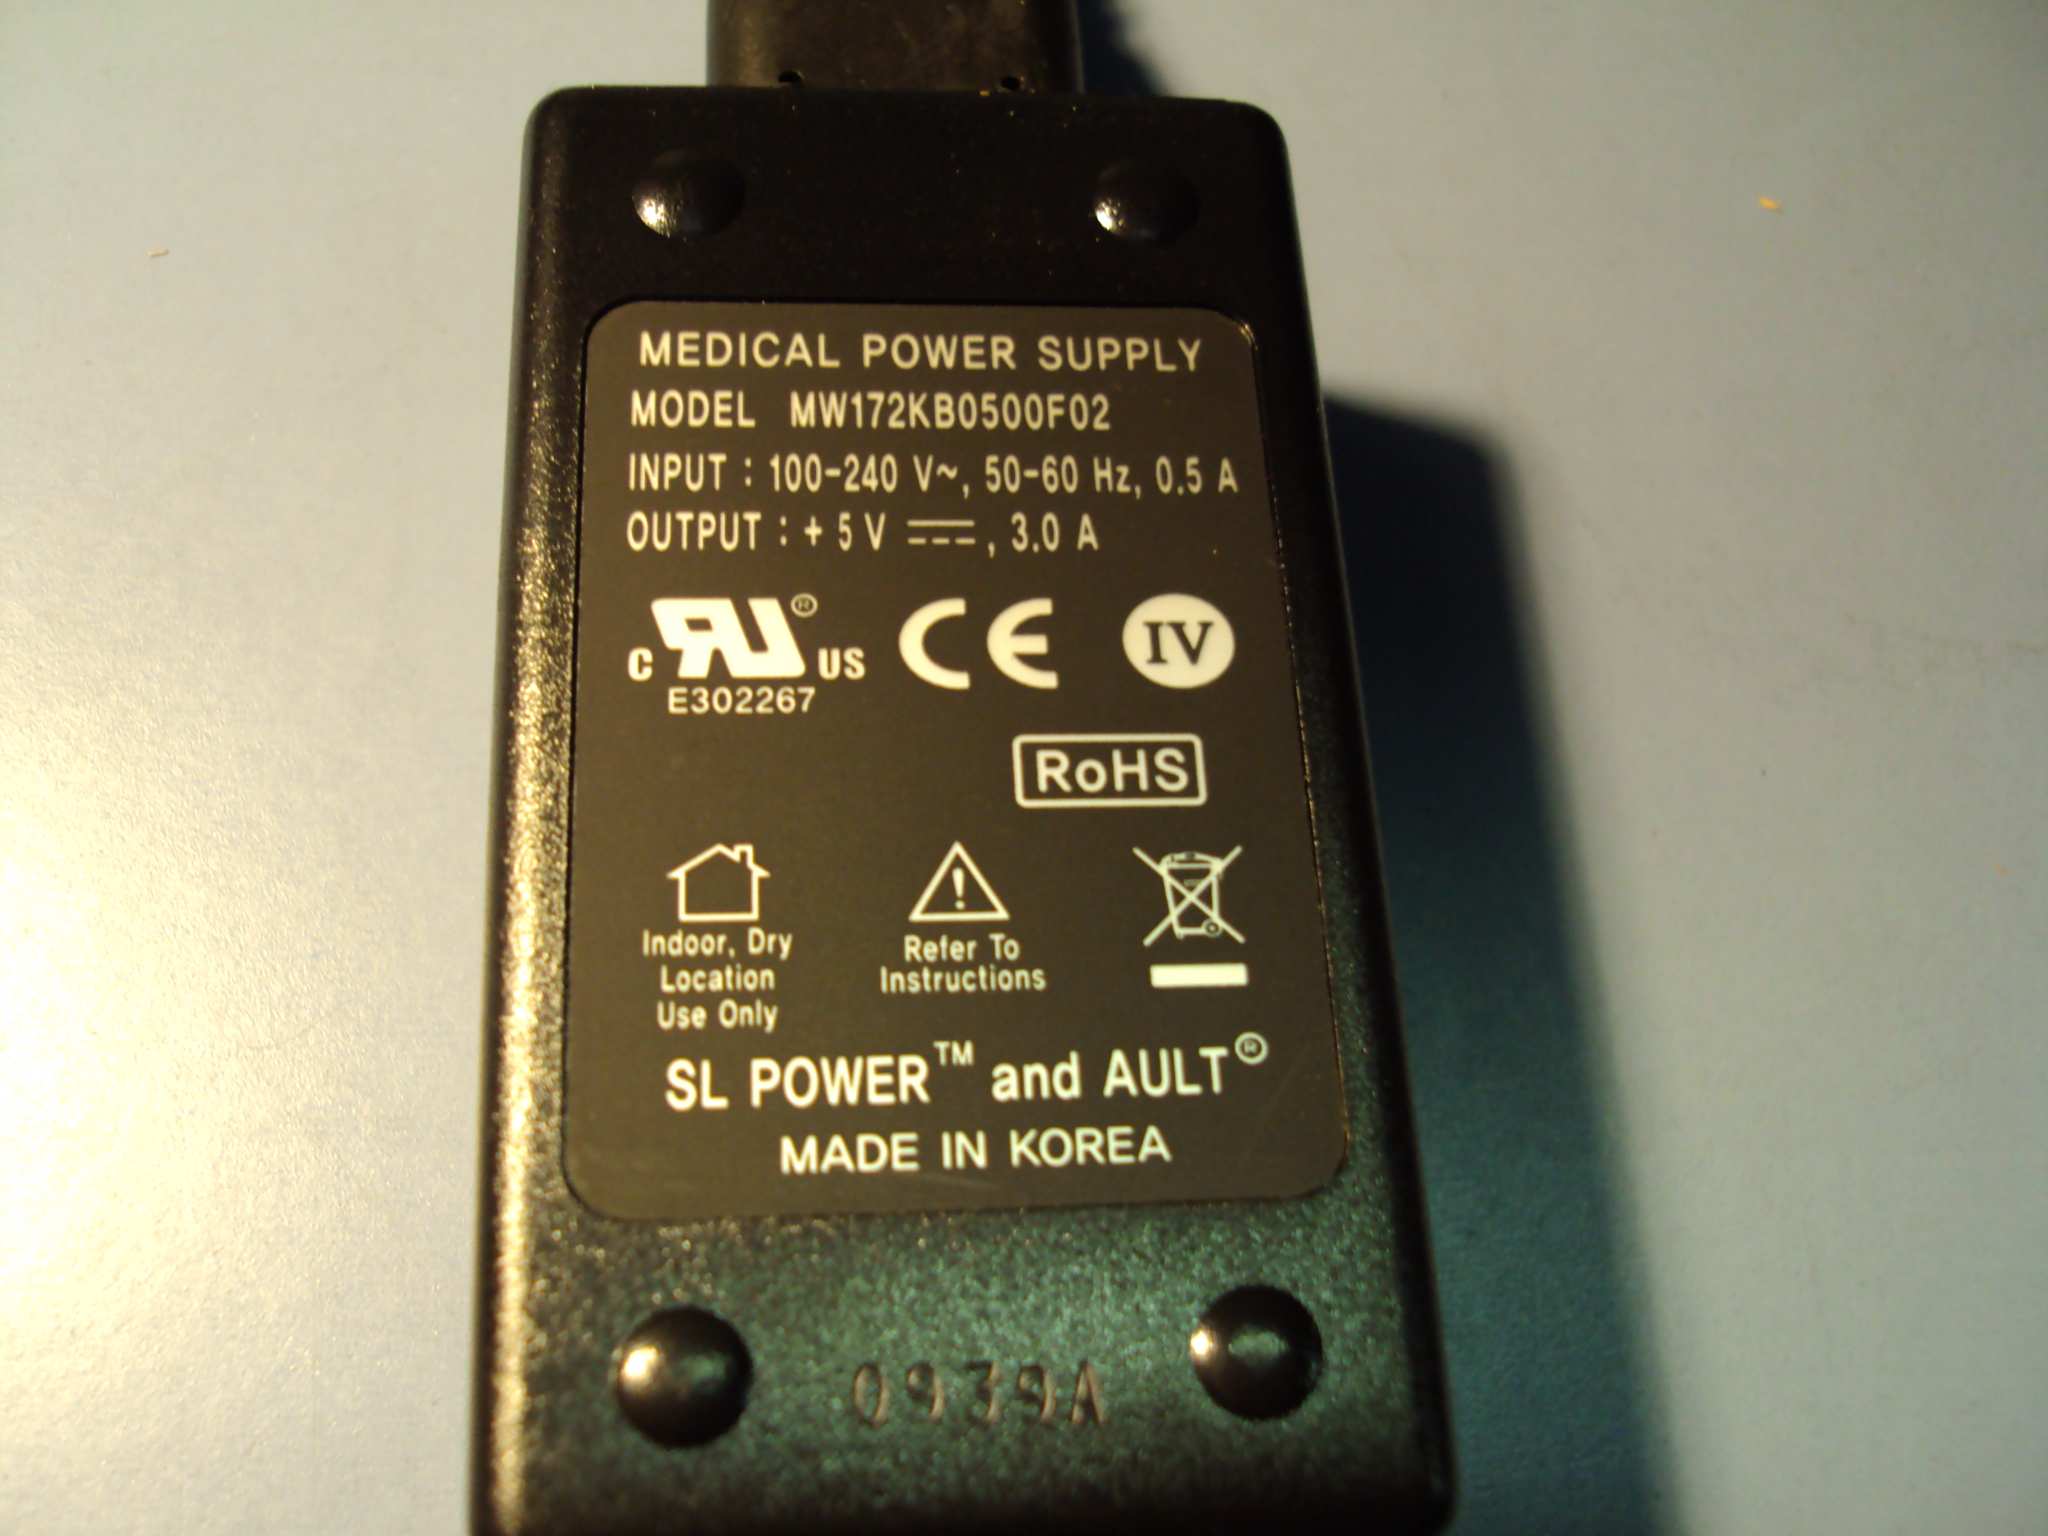 MEDICAL POWER SUPPLY
MODEL MW172KB0500F02
INPUT : 100-240 V~, 50-60 Hz, 0.5 A
OUTPUT : + 5 V ⎓, 3.0 A
C RU® US CE IV
E302267
RoHS
Indoor, Dry
Location
Use Only
Refer To
Instructions
SL POWER™ and AULT®
MADE IN KOREA
0939A